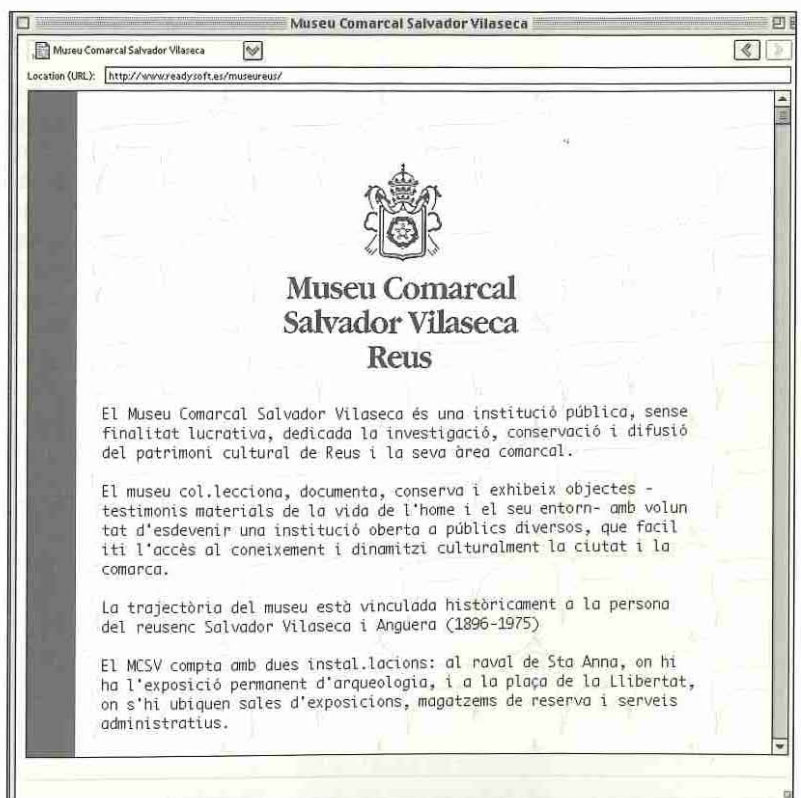 Museu Comarcal Salvador Vilaseca
Museu Comarcal Salvador Vilaseca
Location (URL): http://www.readysoft.es/museureus/
Museu Comarcal
Salvador Vilaseca
Reus
El Museu Comarcal Salvador Vilaseca és una institució pública, sense
finalitat lucrativa, dedicada la investigació, conservació i difusió
del patrimoni cultural de Reus i la seva àrea comarcal.
El museu col.lecciona, documenta, conserva i exhibeix objectes -
testimonis materials de la vida de l'home i el seu entorn- amb volun
tat d'esdevenir una institució oberta a públics diversos, que facil
iti l'accès al coneixement i dinamitzi culturalment la ciutat i la
comarca.
La trajectòria del museu està vinculada històricament a la persona
del reusenc Salvador Vilaseca i Anguera (1896-1975)
El MCSV compta amb dues instal.lacions: al raval de Sta Anna, on hi
ha l'exposició permanent d'arqueologia, i a la plaça de la Llibertat,
on s'hi ubiquen sales d'exposicions, magatzems de reserva i serveis
administratius.